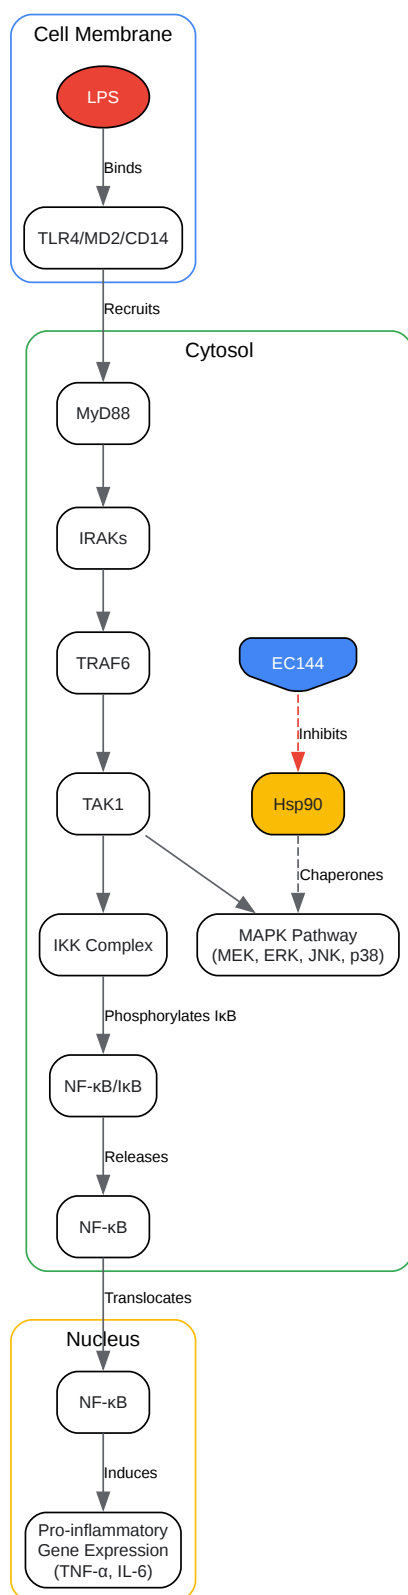 Cell Membrane
LPS
Binds
TLR4/MD2/CD14
Recruits
Cytosol
MyD88
IRAKs
TRAF6
EC144
Inhibits
TAK1
Hsp90
Chaperones
IKK Complex
MAPK Pathway
(MEK, ERK, JNK, p38)
Phosphorylates IκB
NF-κB/IκB
Releases
NF-κB
Translocates
Nucleus
NF-κB
Induces
Pro-inflammatory
Gene Expression
(TNF-α, IL-6)